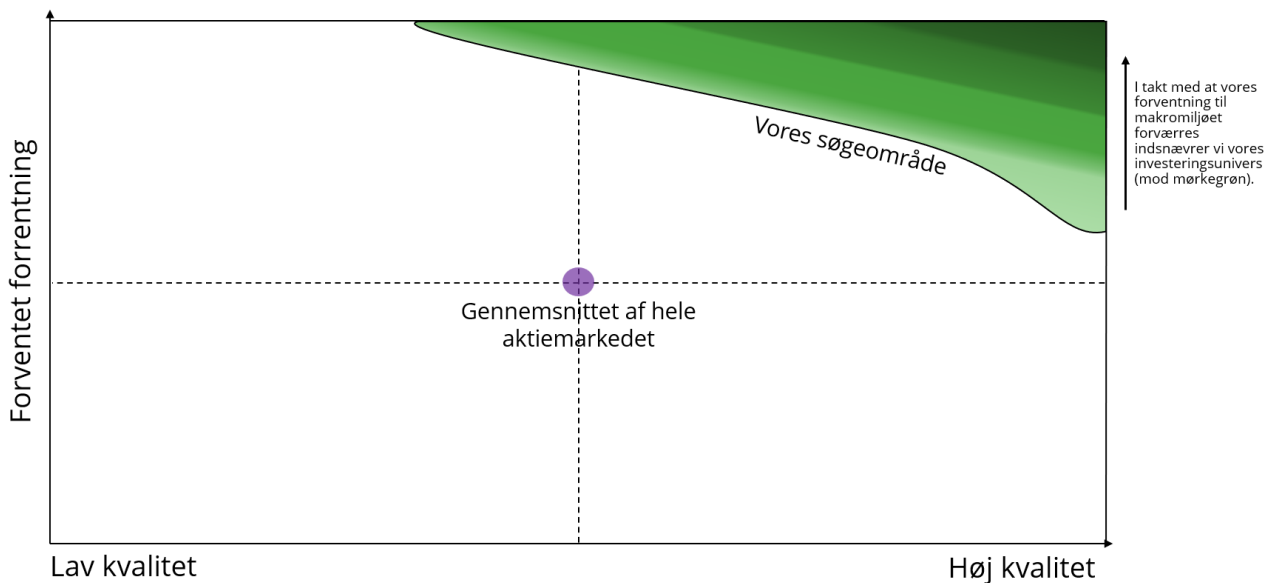 Forventet forrentning
Vores søgeområde
I takt med at vores
forventning til
makromiljøet
forværres
indsnævrer vi vores
investeringsunivers
(mod mørkegrøn).
Gennemsnittet af hele
aktiemarkedet
Lav kvalitet
Høj kvalitet